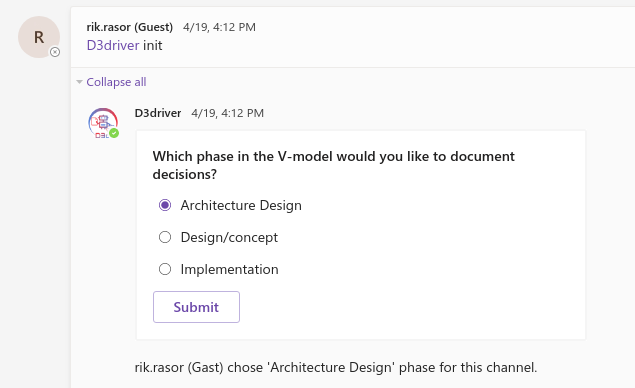 R
rik.rasor (Guest) 4/19, 4:12 PM
D3driver init
Collapse all
D3driver 4/19, 4:12 PM
Which phase in the V-model would you like to document
decisions?
Architecture Design
Design/concept
Implementation
Submit
rik.rasor (Gast) chose 'Architecture Design' phase for this channel.